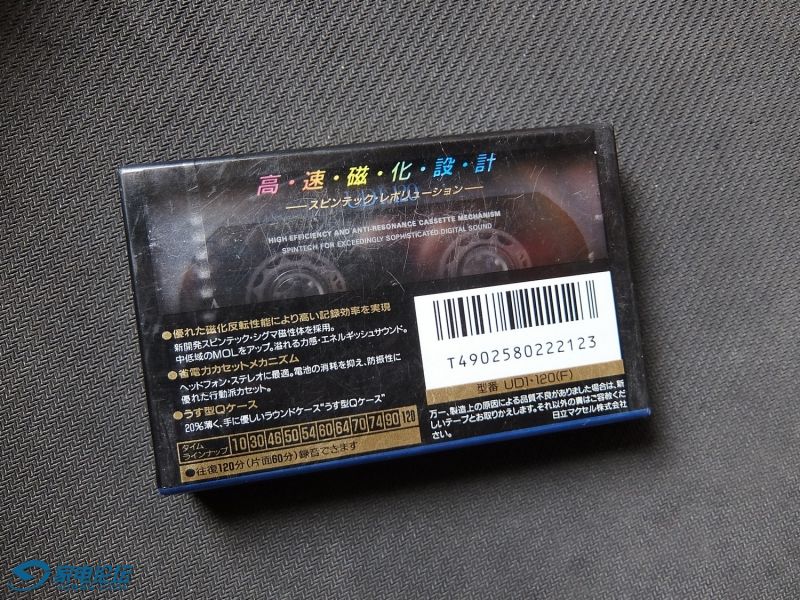 高・速・磁・化・設・計
―スピンテック・レボリューション―
UD1 120
HIGH EFFICIENCY AND ANTI-RESONANCE CASSETTE MECHANISM
SPINTECH FOR EXCEEDINGLY SOPHISTICATED DIGITAL SOUND
●優れた磁化反転性能により高い記録効率を実現
新開発スピンテック・シグマ磁性体を採用。
中低域のMOLをアップ。溢れる力感・エネルギッシュサウンド。
●省電力カセットメカニズム
ヘッドフォン・ステレオに最適。電池の消耗を抑え、防振性に
優れた行動派カセット。
●うす型Qケース
20%薄く、手に優しいラウンドケース"うす型Qケース"
タイム
ラインナップ
10 30 46 50 54 60 64 70 74 90 120
●往復120分(片面60分)録音できます
T4902580222123
型番 UD1・120(F)
万一、製造上の原因による品質不良がありました場合は、新
しいテープとお取りかえします。それ以外の責はご容赦くだ
さい。
日立マクセル株式会社
家电论坛